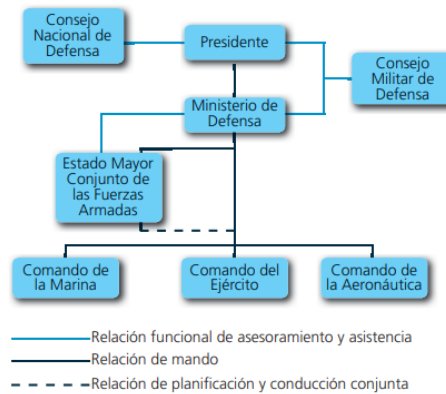 Consejo
Nacional de
Defensa
Presidente
Consejo
Militar de
Defensa
Ministerio de
Defensa
Estado Mayor
Conjunto de
las Fuerzas
Armadas
Comando de
la Marina
Comando del
Ejército
Comando de
la Aeronáutica
Relación funcional de asesoramiento y asistencia
Relación de mando
Relación de planificación y conducción conjunta